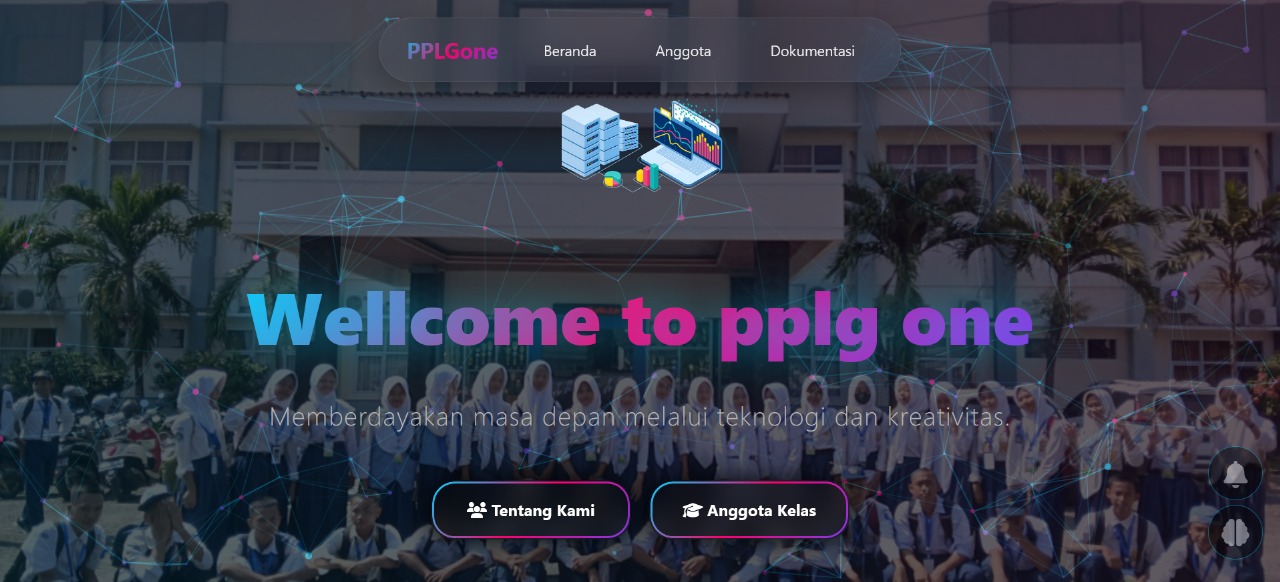 PPLGone Beranda Anggota Dokumentasi
Wellcome to pplg one
Memberdayakan masa depan melalui teknologi dan kreativitas.
Tentang Kami Anggota Kelas